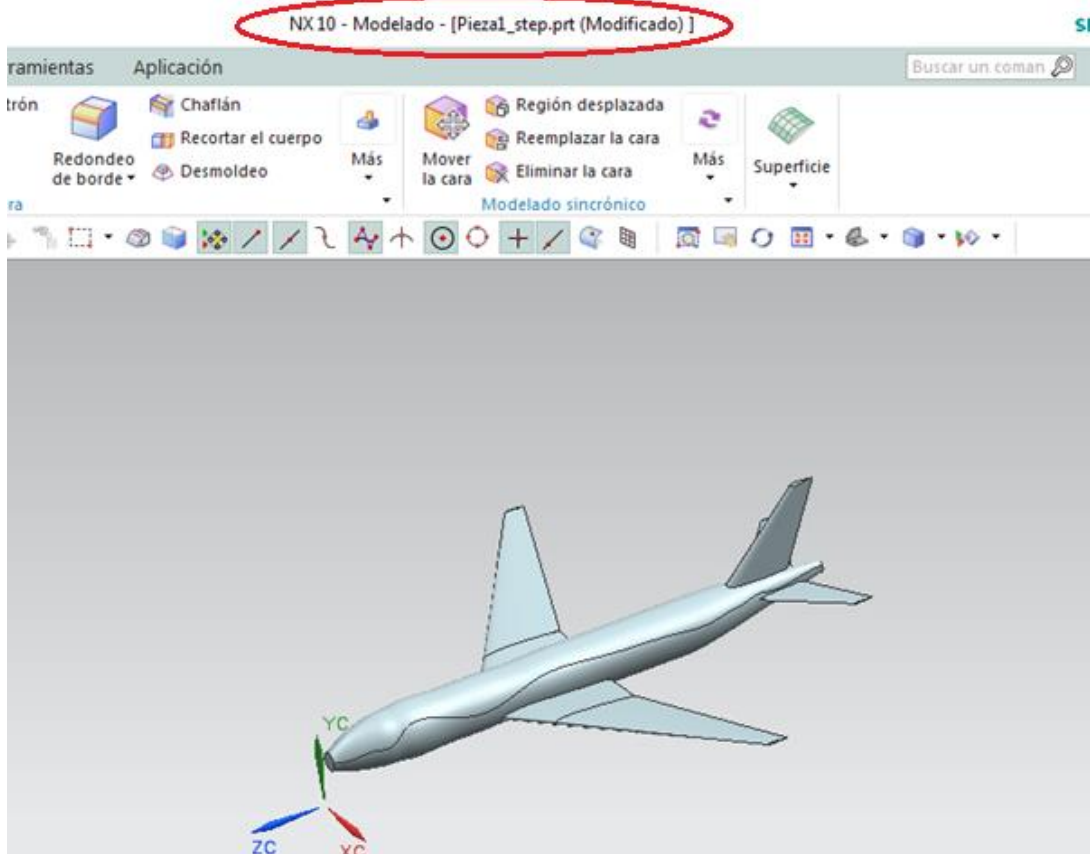 NX 10 - Modelado - [Pieza1_step.prt (Modificado) ]
ramientas Aplicación Buscar un coman
trón
Redondeo
de borde
Chaflán
Recortar el cuerpo
Desmoldeo
Más
Mover
la cara
Región desplazada
Reemplazar la cara
Eliminar la cara
Más
Superficie
ra
Modelado sincrónico
YC
ZC
XC